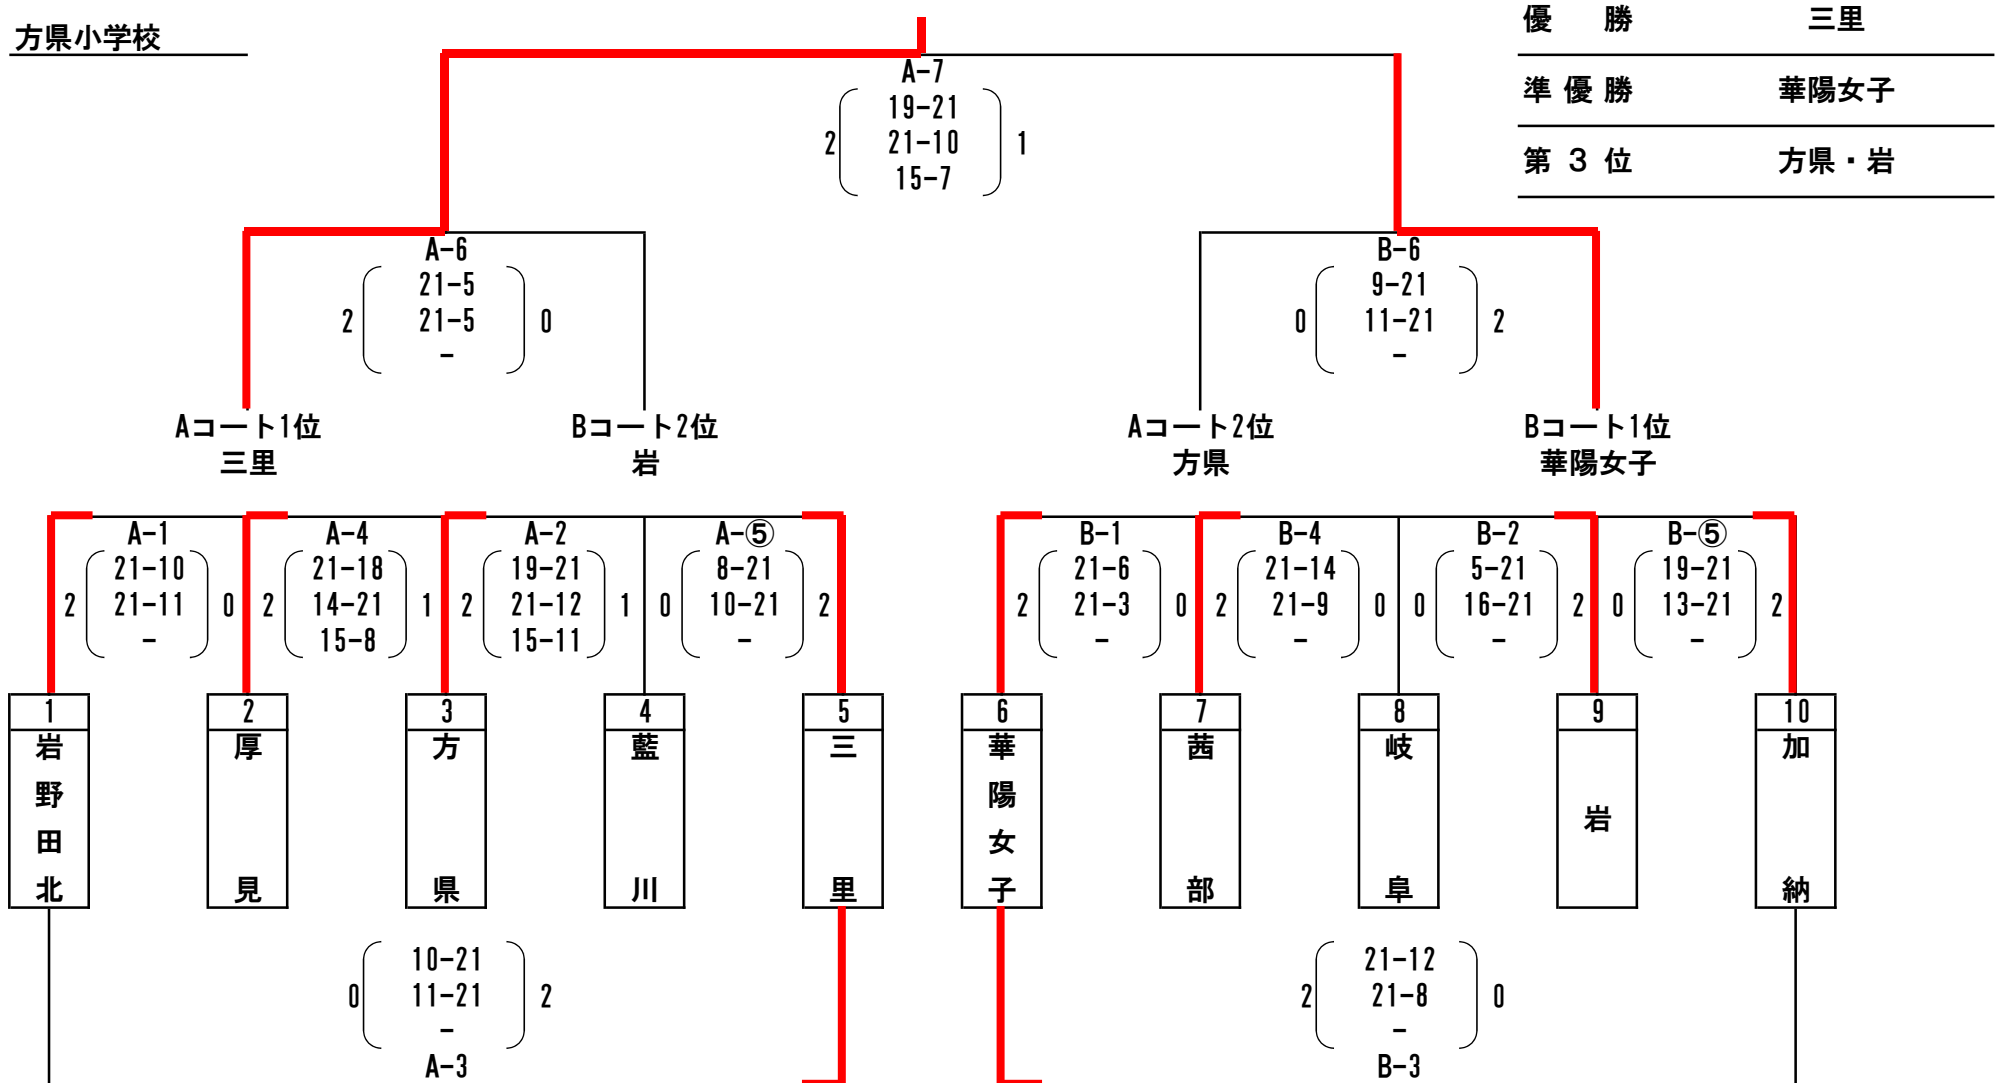 方県小学校
優 勝 三里
準 優 勝 華陽女子
第 3 位 方県・岩
A-7
19-21
2 21-10 1
15-7
A-6 B-6
21-5 9-21
2 21-5 0 0 11-21 2
- -
Aコート1位 Bコート2位 Aコート2位 Bコート1位
三里 岩 方県 華陽女子
A-1 A-4 A-2 A-⑤ B-1 B-4 B-2 B-⑤
21-10 21-18 19-21 8-21 21-6 21-14 5-21 19-21
2 21-11 0 2 14-21 1 2 21-12 1 0 10-21 2 2 21-3 0 2 21-9 0 0 16-21 2 0 13-21 2
- 15-8 15-11 - - - - -
1 2 3 4 5 6 7 8 9 10
岩野田北 厚見 方県 藍川 三里 華陽女子 茜部 岐阜 岩 加納
10-21 21-12
0 11-21 2 2 21-8 0
- -
A-3 B-3